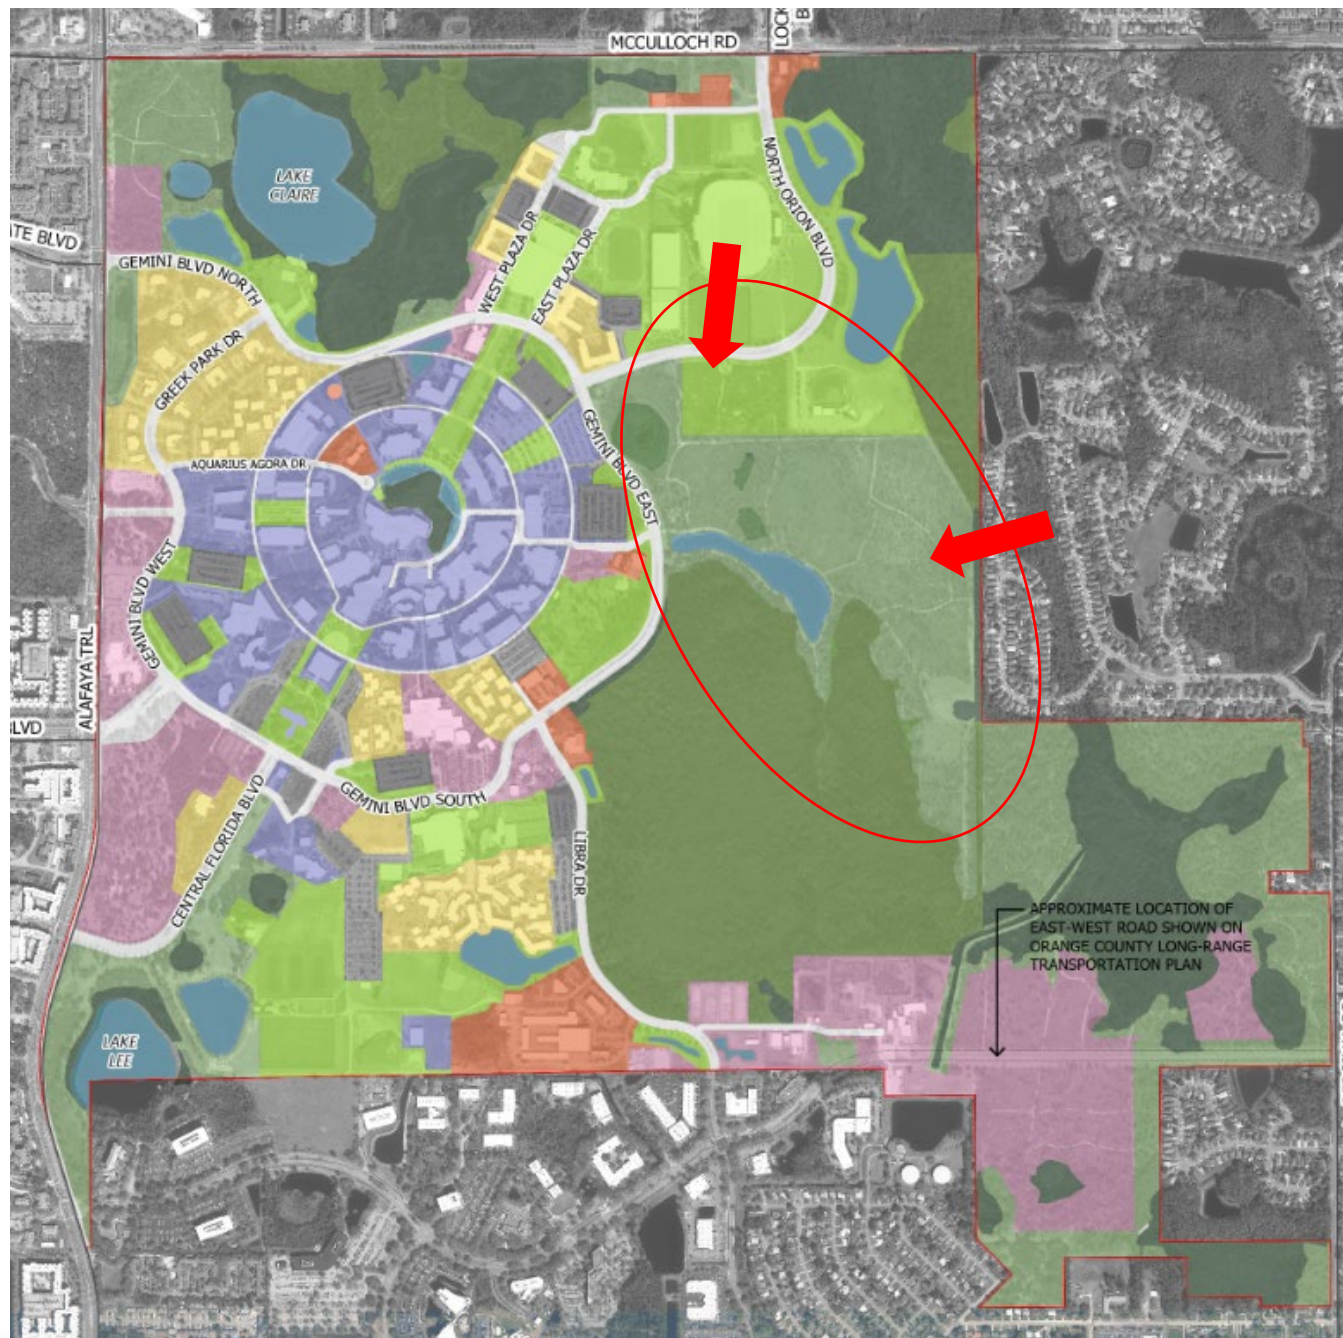 MCCULLOCH RD
LOCK
B
LAKE
CLAIRE
NORTH ORION BLVD
TE BLVD
GEMINI BLVD NORTH
WEST PLAZA DR
EAST PLAZA DR
GREEK PARK DR
GEMINI BLVD EAST
AQUARIUS AGORA DR
GEMINI BLVD WEST
ALAFAYA TRL
LVD
GEMINI BLVD SOUTH
CENTRAL FLORIDA BLVD
LIBRA DR
APPROXIMATE LOCATION OF
EAST-WEST ROAD SHOWN ON
ORANGE COUNTY LONG-RANGE
TRANSPORTATION PLAN
LAKE
LEE